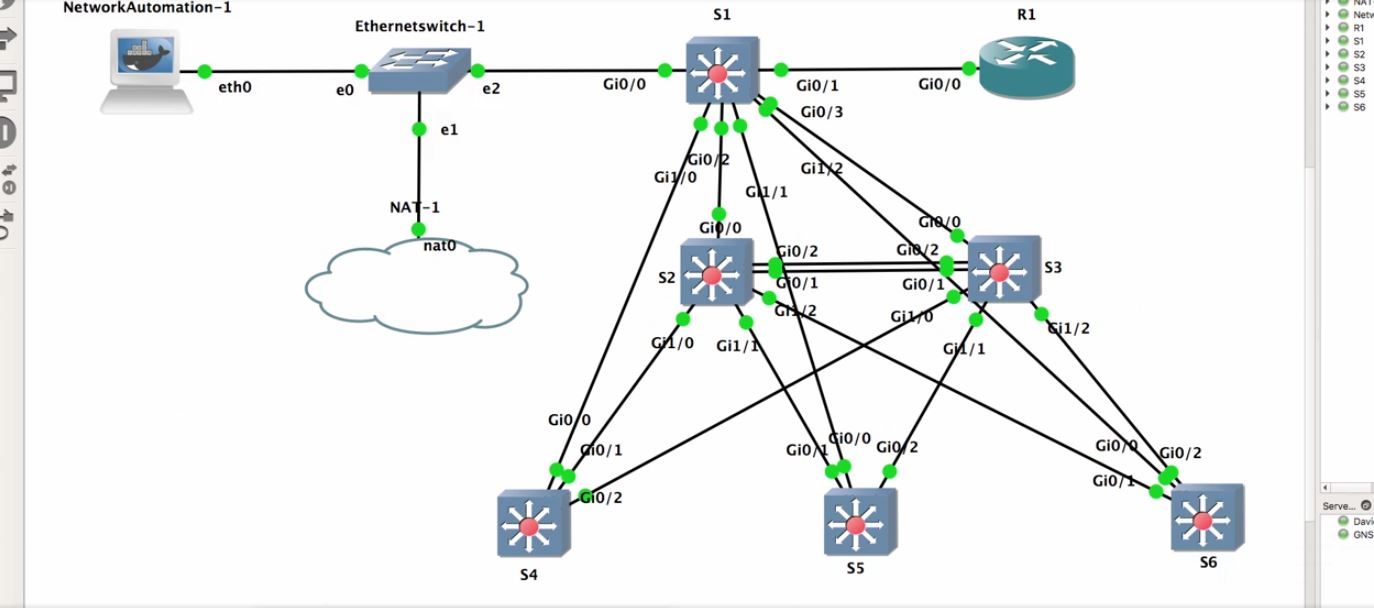 NetworkAutomation-1
S1
R1
Ethernetswitch-1
eth0
e0
e2
Gi0/0
Gi0/1
Gi0/0
Gi0/3
e1
Gi0/2
Gi1/0
Gi1/2
Gi1/1
NAT-1
nat0
Gi0/0
Gi0/0
S2
Gi0/2
Gi0/2
S3
Gi0/1
Gi0/1
Gi1/2
Gi1/0
Gi1/2
Gi1/0
Gi1/1
Gi1/1
Gi0/0
Gi0/1
Gi0/1
Gi0/0
Gi0/2
Gi0/0
Gi0/2
Gi0/1
Gi0/2
S4
S5
S6
R1
S1
S2
S3
S4
S5
S6
Serve...